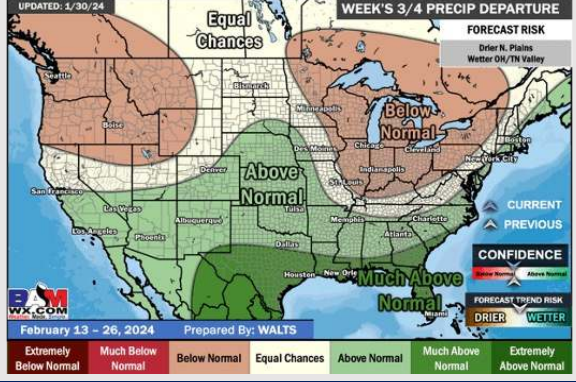 UPDATED: 1/30/24
WEEK'S 3/4 PRECIP DEPARTURE
FORECAST RISK
Drier N. Plains
Wetter OH/TN Valley
Equal
Chances
Seattle
Bismarck
Minneapolis
Below
Normal
Boise
Boston
Chicago
Cleveland
New York City
Des Moines
Indianapolis
Denver
Above
Normal
St. Louis
San Francisco
Las Vegas
Tulsa
CURRENT
Albuquerque
Memphis
Charlotte
PREVIOUS
Los Angeles
Phoenix
Atlanta
Dallas
CONFIDENCE
Below Normal
Above Normal
Houston
New Orle
Much Above
Normal
FORECAST TREND RISK
DRIER
WETTER
Miami
BAM
WX.COM
Weather Made Simple
February 13 – 26, 2024
Prepared By: WALTS
Extremely
Below Normal
Much Below
Normal
Below Normal
Equal Chances
Above Normal
Much Above
Normal
Extremely
Above Normal